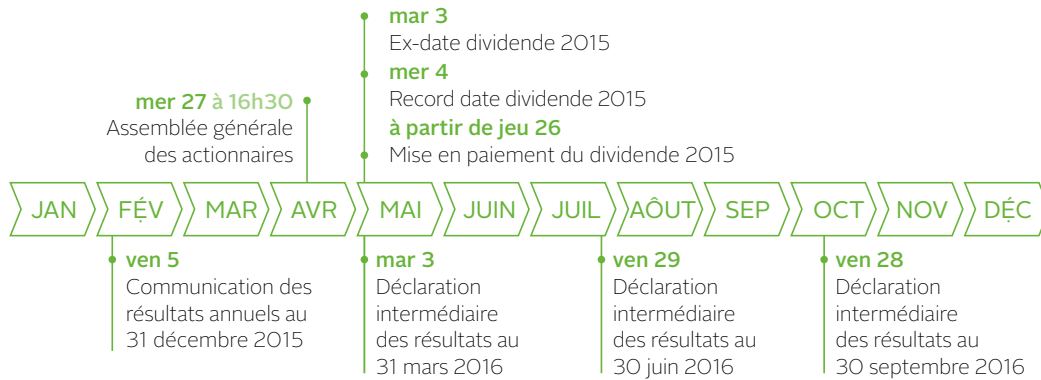 mar 3
Ex-date dividende 2015
mer 4
Record date dividende 2015
à partir de jeu 26
Mise en paiement du dividende 2015
mer 27 à 16h30
Assemblée générale
des actionnaires
JAN FÉV MAR AVR MAI JUIN JUIL AÔUT SEP OCT NOV DÉC
ven 5
Communication des
résultats annuels au
31 décembre 2015
mar 3
Déclaration
intermédiaire
des résultats au
31 mars 2016
ven 29
Déclaration
intermédiaire
des résultats au
30 juin 2016
ven 28
Déclaration
intermédiaire
des résultats au
30 septembre 2016